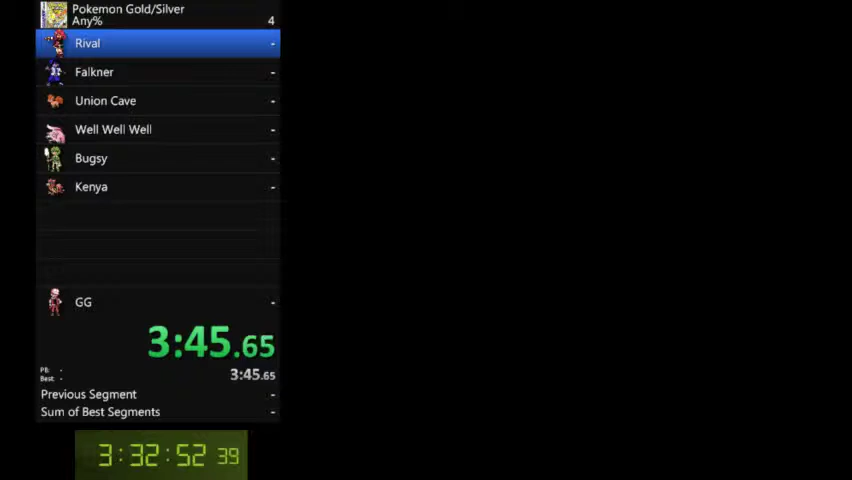 Pokemon Gold/Silver
Any% 4
Rival -
Falkner -
Union Cave -
Well Well Well -
Bugsy -
Kenya -
GG -
3:45.65
PB: -
Best: - 3:45.65
Previous Segment -
Sum of Best Segments -
3:32:52 39